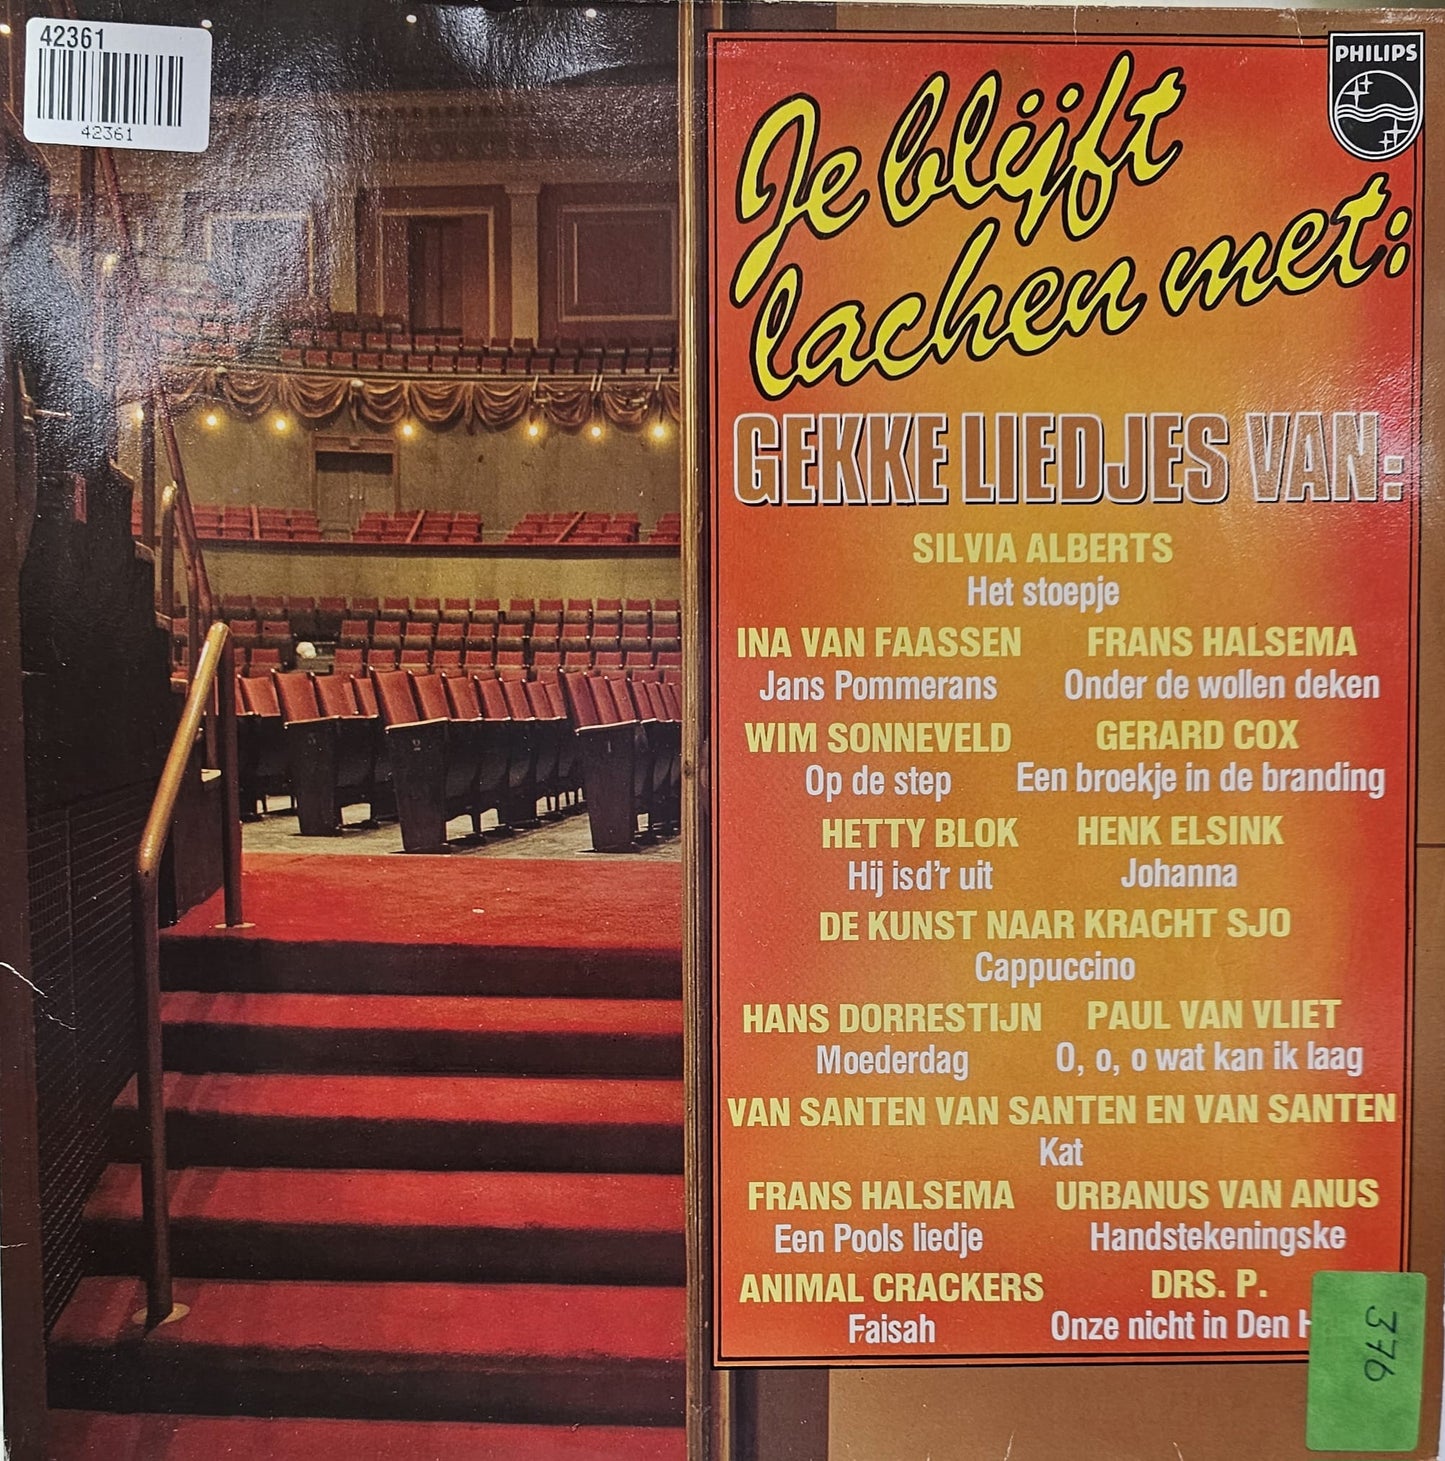 42361
42361
PHILIPS
Je blijft
lachen met:
GEKKE LIEDJES VAN:
SILVIA ALBERTS
Het stoepje
INA VAN FAASSEN
Jans Pommerans
FRANS HALSEMA
Onder de wollen deken
WIM SONNEVELD
Op de step
GERARD COX
Een broekje in de branding
HETTY BLOK
Hij isd'r uit
HENK ELSINK
Johanna
DE KUNST NAAR KRACHT SJO
Cappuccino
HANS DORRESTIJN
Moederdag
PAUL VAN VLIET
O, o, o wat kan ik laag
VAN SANTEN VAN SANTEN EN VAN SANTEN
Kat
FRANS HALSEMA
Een Pools liedje
URBANUS VAN ANUS
Handstekeningske
ANIMAL CRACKERS
Faisah
DRS. P.
Onze nicht in Den
376